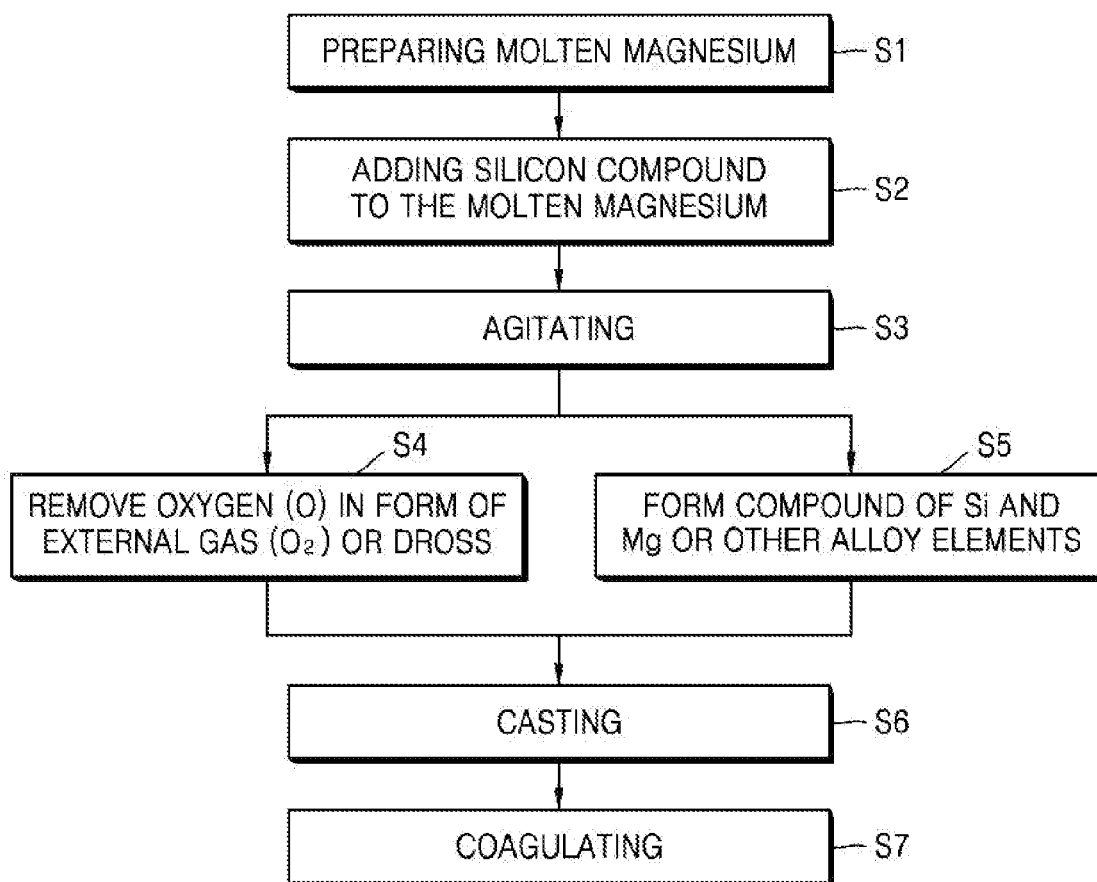 PREPARING MOLTEN MAGNESIUM
S1
ADDING SILICON COMPOUND
TO THE MOLTEN MAGNESIUM
S2
AGITATING
S3
S4
REMOVE OXYGEN (O) IN FORM OF
EXTERNAL GAS (O₂) OR DROSS
S5
FORM COMPOUND OF Si AND
Mg OR OTHER ALLOY ELEMENTS
CASTING
S6
COAGULATING
S7